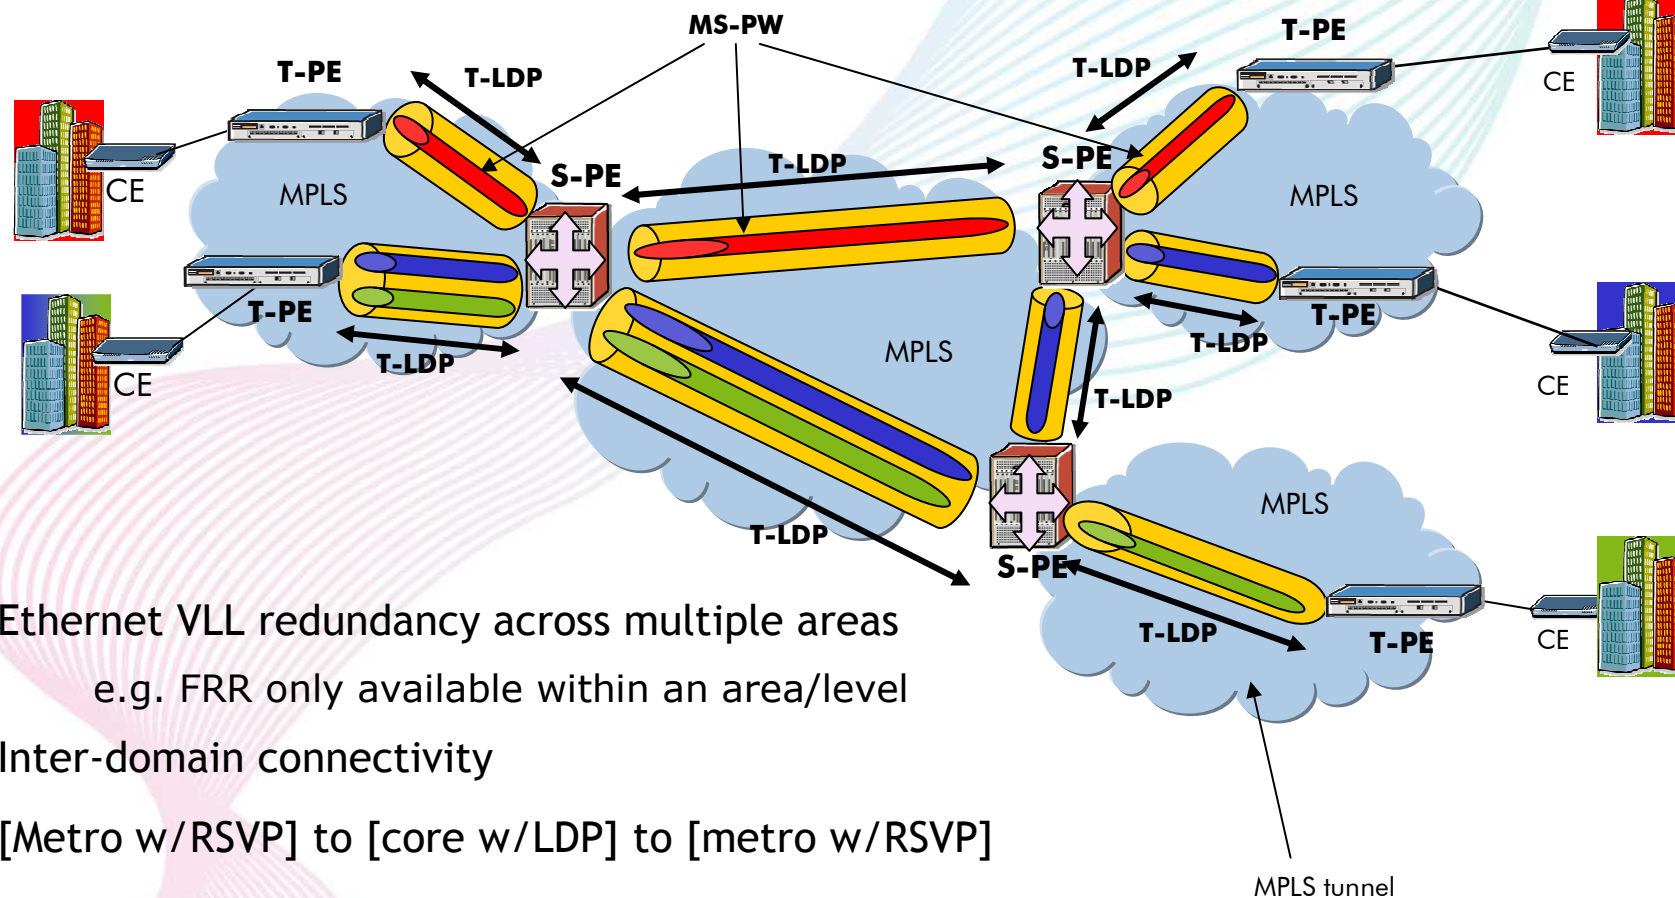 MS-PW
T-PE
T-PE
T-LDP
T-LDP
CE
T-LDP
S-PE
S-PE
CE
MPLS
MPLS
T-PE
T-PE
T-LDP
T-LDP
MPLS
CE
CE
T-LDP
MPLS
T-LDP
S-PE
T-LDP
T-PE
CE
Ethernet VLL redundancy across multiple areas
e.g. FRR only available within an area/level
Inter-domain connectivity
[Metro w/RSVP] to [core w/LDP] to [metro w/RSVP]
MPLS tunnel